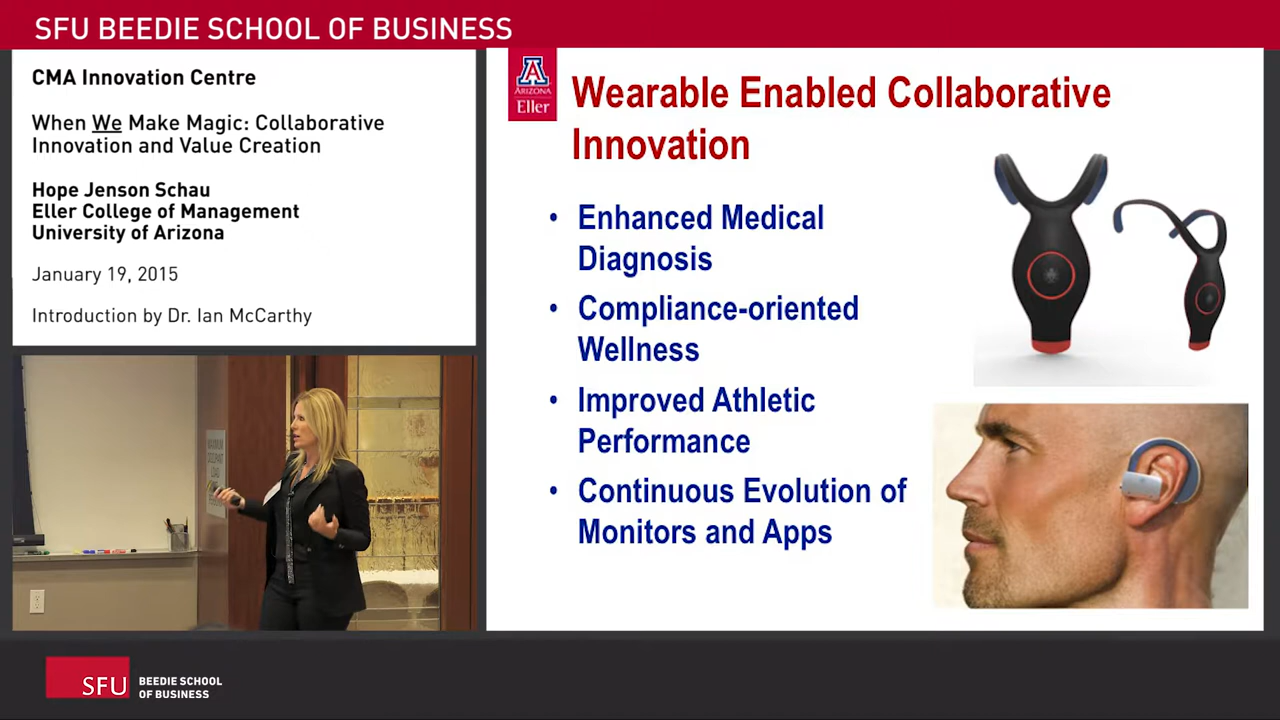 SFU BEEDIE SCHOOL OF BUSINESS
CMA Innovation Centre
When We Make Magic: Collaborative
Innovation and Value Creation
Hope Jenson Schau
Eller College of Management
University of Arizona
January 19, 2015
Introduction by Dr. Ian McCarthy
A
ARIZONA
Eller
Wearable Enabled Collaborative
Innovation
• Enhanced Medical
Diagnosis
• Compliance-oriented
Wellness
• Improved Athletic
Performance
• Continuous Evolution of
Monitors and Apps
SFU
BEEDIE SCHOOL
OF BUSINESS